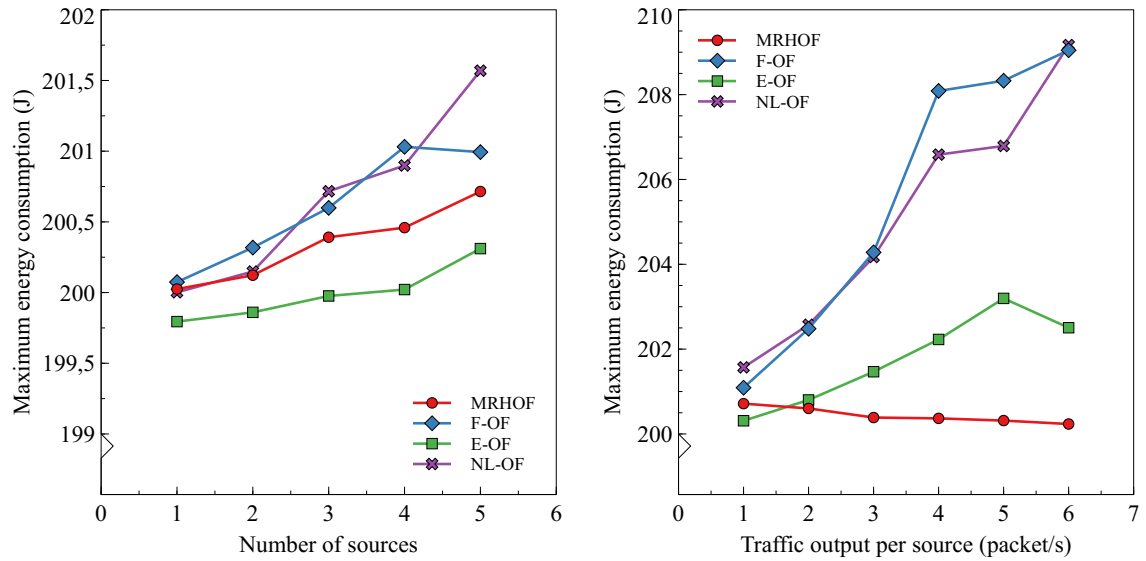 202
201.5
201
200.5
200
199.5
199
Maximum energy consumption (J)
0
1
2
3
4
5
6
Number of sources
MRHOF
F-OF
E-OF
NL-OF
210
208
206
204
202
200
Maximum energy consumption (J)
0
1
2
3
4
5
6
7
Traffic output per source (packet/s)
MRHOF
F-OF
E-OF
NL-OF